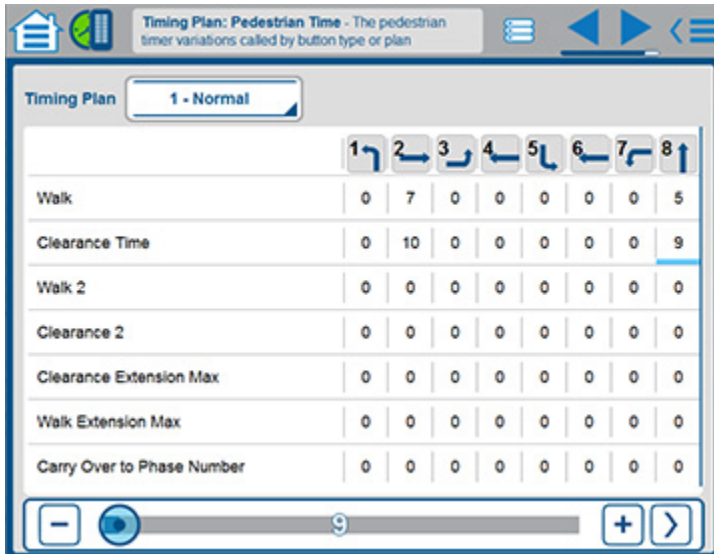 Timing Plan: Pedestrian Time - The pedestrian
timer variations called by button type or plan
Timing Plan 1 - Normal
1 2 3 4 5 6 7 8
Walk 0 7 0 0 0 0 0 5
Clearance Time 0 10 0 0 0 0 0 9
Walk 2 0 0 0 0 0 0 0 0
Clearance 2 0 0 0 0 0 0 0 0
Clearance Extension Max 0 0 0 0 0 0 0 0
Walk Extension Max 0 0 0 0 0 0 0 0
Carry Over to Phase Number 0 0 0 0 0 0 0 0
- 9 + >